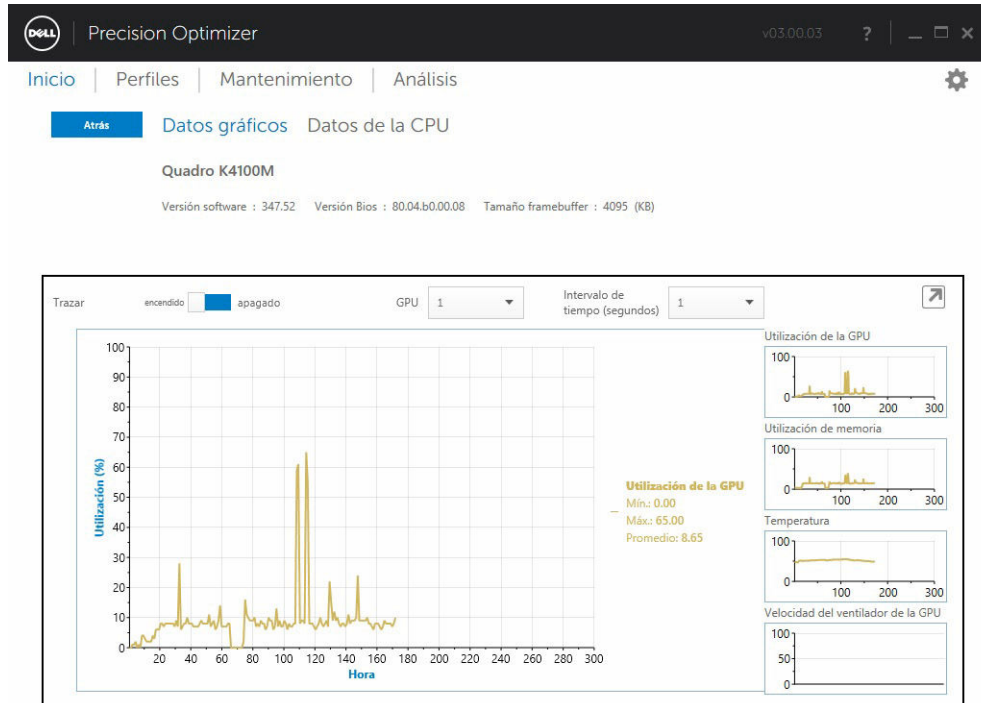 DELL Precision Optimizer v03.00.03 ?
Inicio Perfiles Mantenimiento Análisis
Atrás Datos gráficos Datos de la CPU
Quadro K4100M
Versión software : 347.52 Versión Bios : 80.04.b0.00.08 Tamaño framebuffer : 4095 (KB)
Trazar encendido apagado GPU 1 Intervalo de
tiempo (segundos) 1
100
90
80
70
60
50
40
30
20
10
0
Utilización (%)
20 40 60 80 100 120 140 160 180 200 220 240 260 280 300
Hora
Utilización de la GPU
Mín.: 0.00
Máx.: 65.00
Promedio: 8.65
Utilización de la GPU
100
0
100 200 300
Utilización de memoria
100
0
100 200 300
Temperatura
100
0
100 200 300
Velocidad del ventilador de la GPU
100
50
0